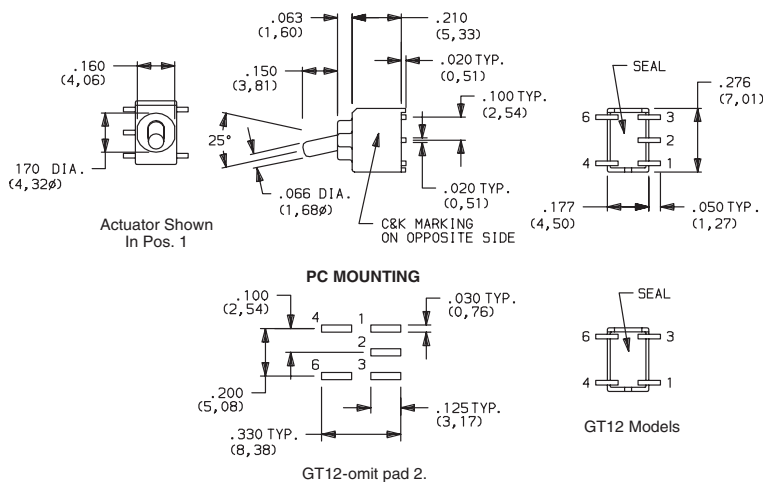 .160
(4,06)
170 DIA.
(4,32ø)
Actuator Shown
In Pos. 1
.063
(1,60)
.210
(5,33)
.150
(3,81)
.020 TYP.
(0,51)
.100 TYP.
(2,54)
25°
.066 DIA.
(1,68ø)
.020 TYP.
(0,51)
C&K MARKING
ON OPPOSITE SIDE
SEAL
.276
(7,01)
6
3
2
4
1
.177
(4,50)
.050 TYP.
(1,27)
PC MOUNTING
.100
(2,54)
.030 TYP.
(0,76)
4
1
2
6
3
.200
(5,08)
.125 TYP.
(3,17)
.330 TYP.
(8,38)
GT12-omit pad 2.
SEAL
6
3
4
1
GT12 Models